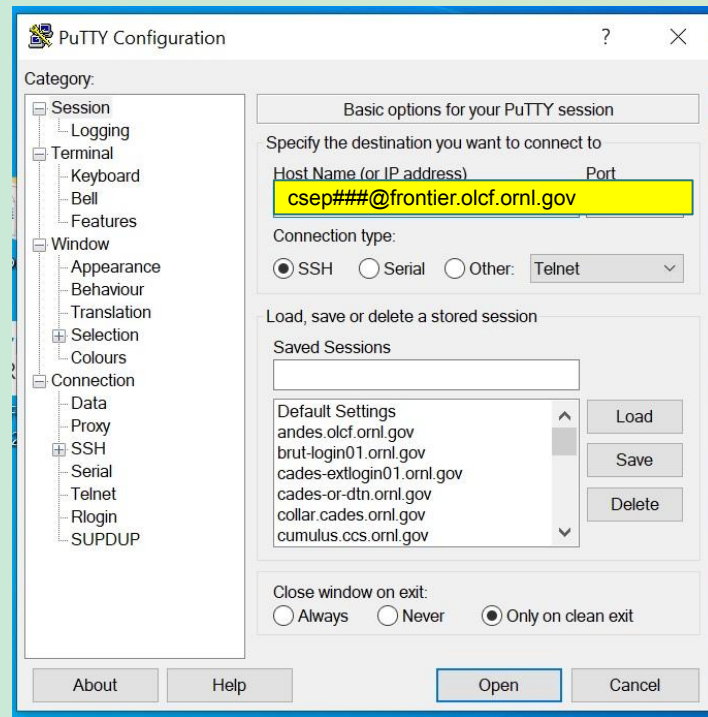 PuTTY Configuration
?
Category:
Session
Logging
Terminal
Keyboard
Bell
Features
Window
Appearance
Behaviour
Translation
Selection
Colours
Connection
Data
Proxy
SSH
Serial
Telnet
Rlogin
SUPDUP
Basic options for your PuTTY session
Specify the destination you want to connect to
Host Name (or IP address) Port
csep###@frontier.olcf.ornl.gov
Connection type:
SSH Serial Other: Telnet
Load, save or delete a stored session
Saved Sessions
Default Settings
andes.olcf.ornl.gov
brut-login01.ornl.gov
cades-extlogin01.ornl.gov
cades-or-dtn.ornl.gov
collar.cades.ornl.gov
cumulus.ccs.ornl.gov
Load
Save
Delete
Close window on exit:
Always Never Only on clean exit
About Help Open Cancel